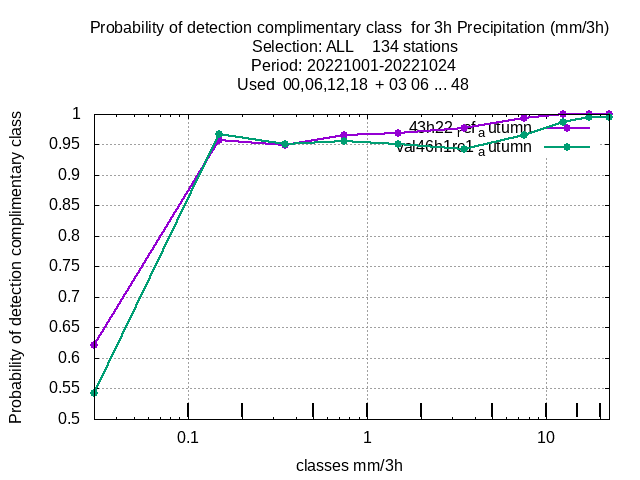 Probability of detection complimentary class for 3h Precipitation (mm/3h)
Selection: ALL 134 stations
Period: 20221001-20221024
Used 00,06,12,18 + 03 06 ... 48
Probability of detection complimentary class
1
0.95
0.9
0.85
0.8
0.75
0.7
0.65
0.6
0.55
0.5
43h22_ref_autumn
val46h1re1_autumn
0.1
1
10
classes mm/3h